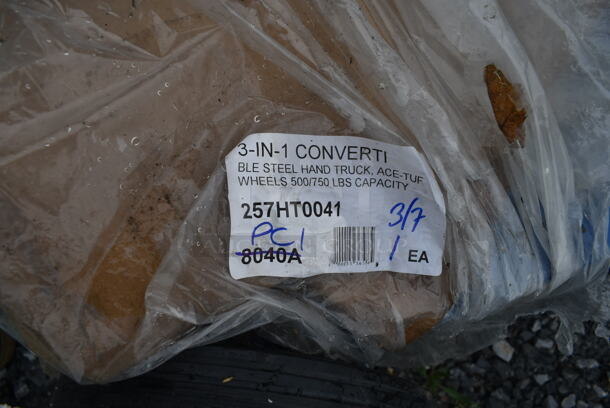 3-IN-1 CONVERTI
BLE STEEL HAND TRUCK, ACE-TUF
WHEELS 500/750 LBS CAPACITY
257HT0041
3/7
PC1
8040A
1 EA